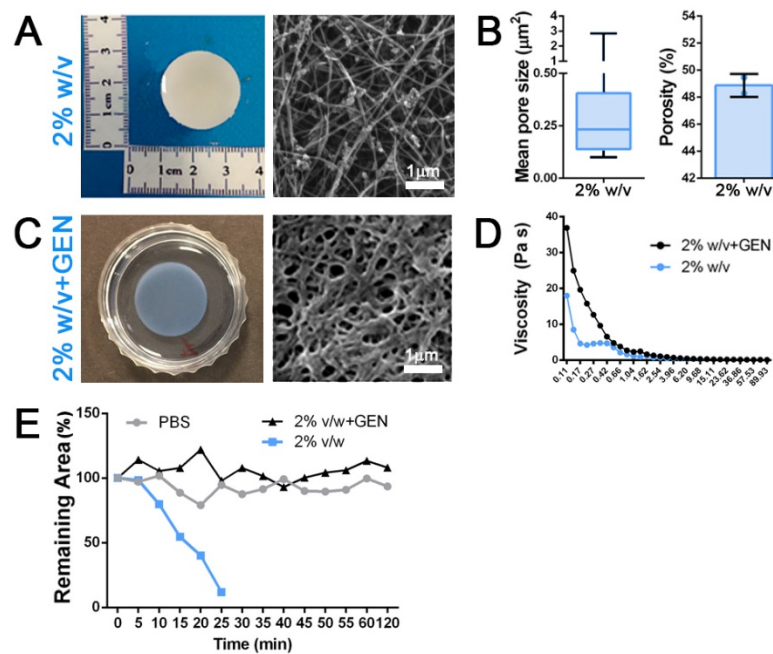 A
2% w/v
4
3
2
1cm
0
0 1cm 2 3 4
1μm
B
Mean pore size (μm²)
4
3
2
1
0.50
0.25
0.00
2% w/v
Porosity (%)
54
52
50
48
46
44
42
2% w/v
C
2% w/v+GEN
1μm
D
Viscosity (Pa s)
40
30
20
10
0
2% w/v+GEN
2% w/v
0.11 0.17 0.27 0.42 0.66 1.04 1.62 2.54 3.96 6.20 9.68 15.11 23.62 36.86 57.53 89.93
E
PBS
2% v/w+GEN
2% v/w
Remaining Area(%)
150
100
50
0
0 5 10 15 20 25 30 35 40 45 50 55 60 120
Time (min)